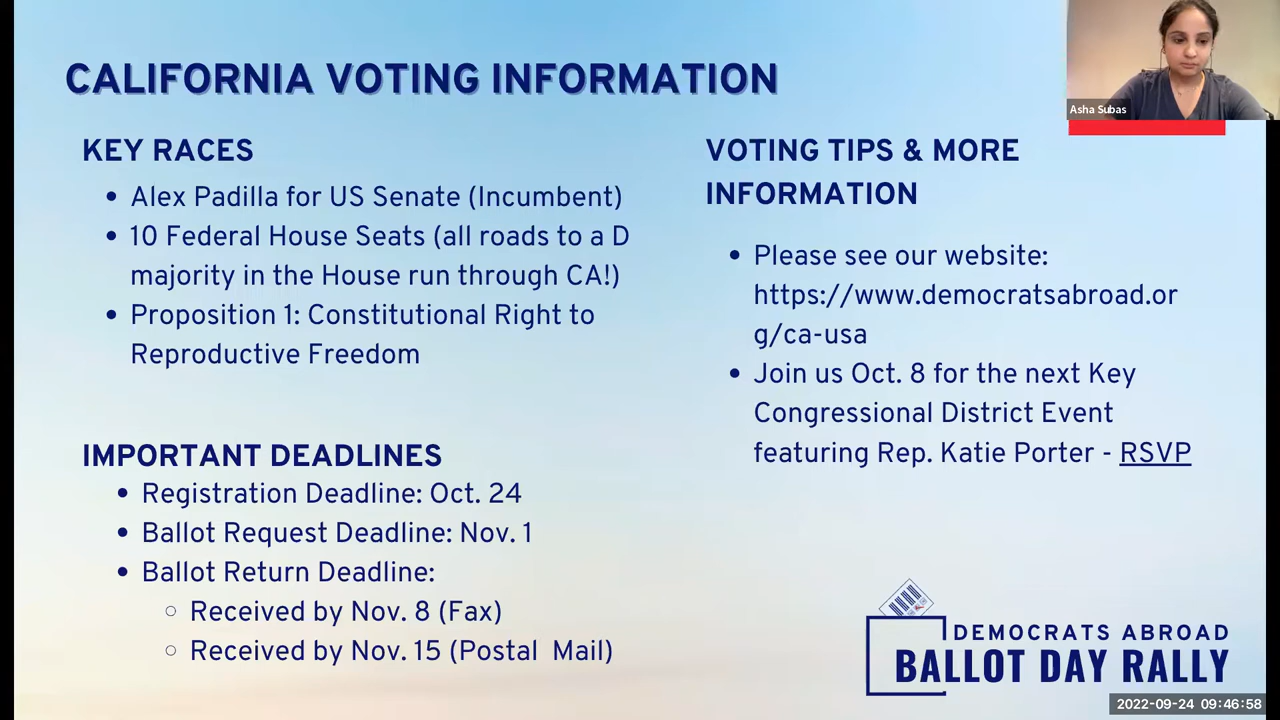 CALIFORNIA VOTING INFORMATION
Asha Subas
KEY RACES
• Alex Padilla for US Senate (Incumbent)
• 10 Federal House Seats (all roads to a D
majority in the House run through CA!)
• Proposition 1: Constitutional Right to
Reproductive Freedom
IMPORTANT DEADLINES
• Registration Deadline: Oct. 24
• Ballot Request Deadline: Nov. 1
• Ballot Return Deadline:
○ Received by Nov. 8 (Fax)
○ Received by Nov. 15 (Postal Mail)
VOTING TIPS & MORE
INFORMATION
• Please see our website:
https://www.democratsabroad.or
g/ca-usa
• Join us Oct. 8 for the next Key
Congressional District Event
featuring Rep. Katie Porter - RSVP
DEMOCRATS ABROAD
BALLOT DAY RALLY
2022-09-24 09:46:58